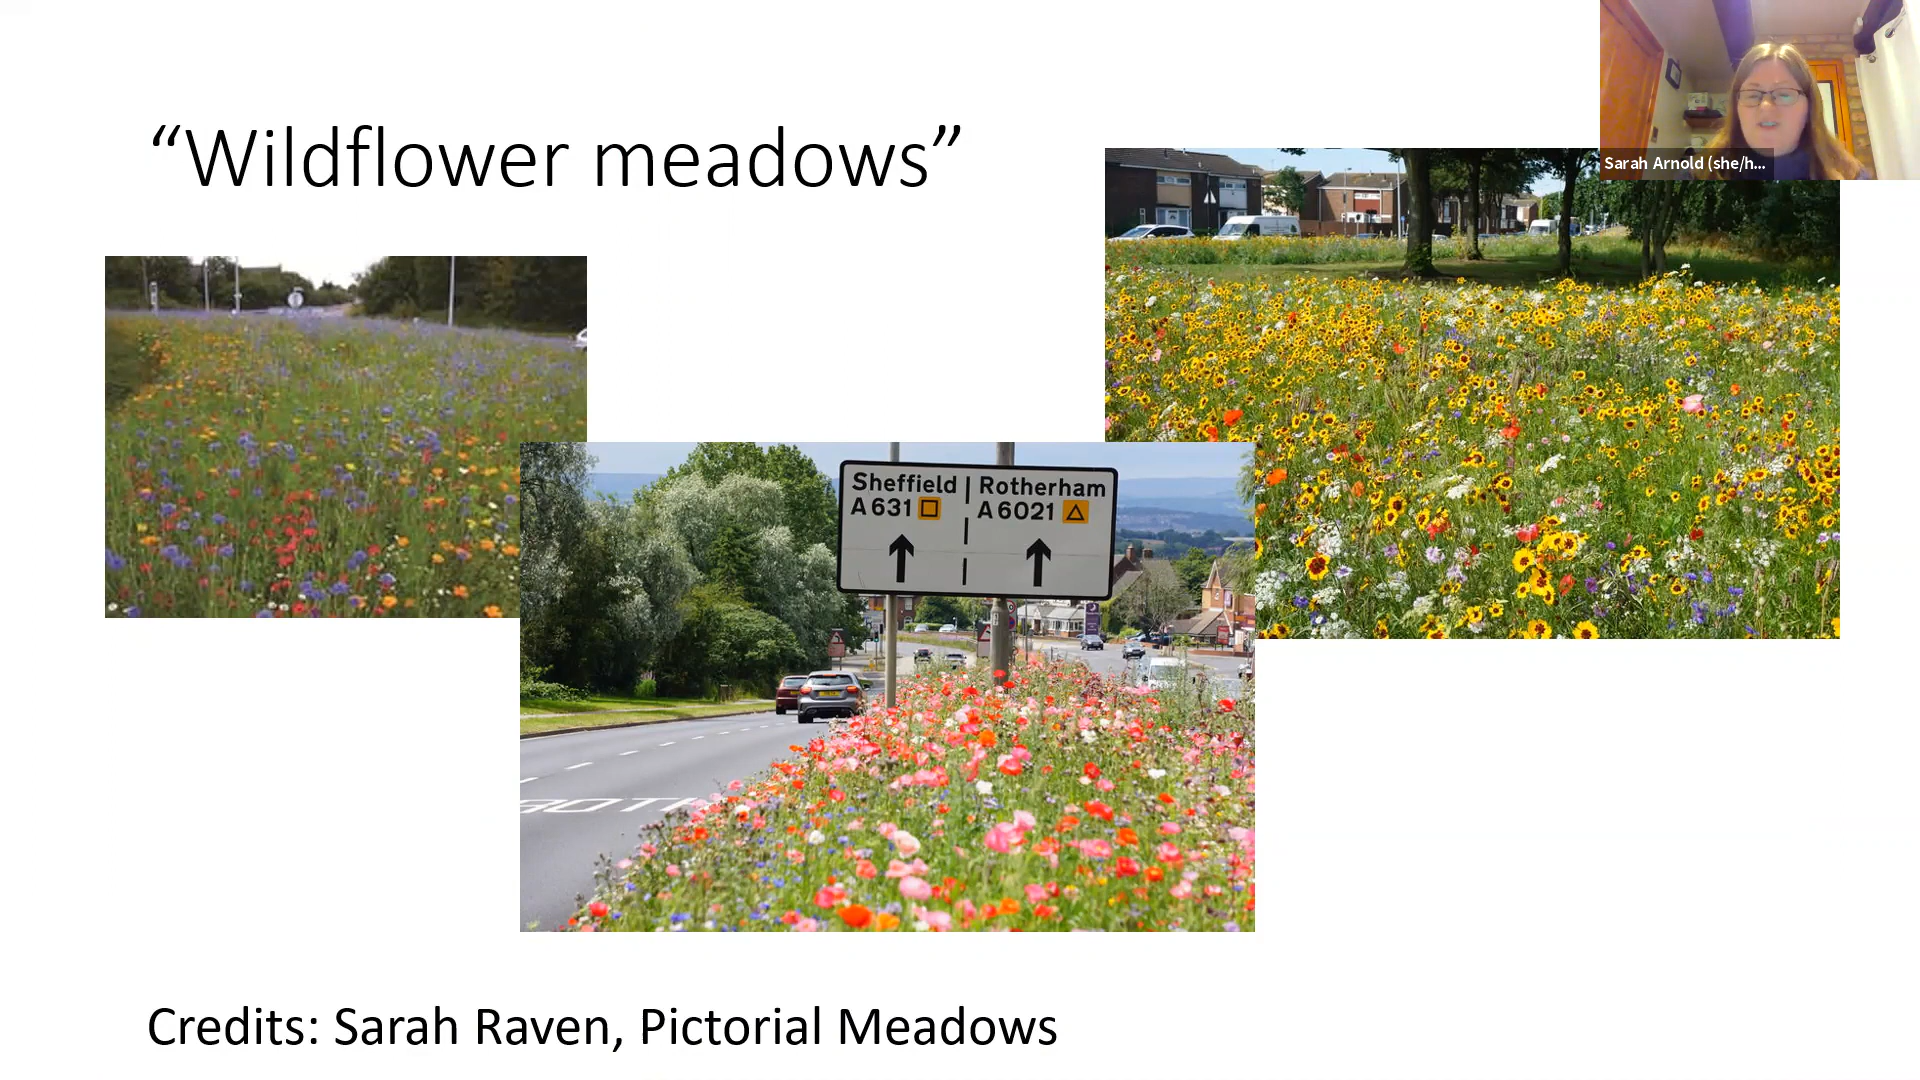 “Wildflower meadows”
Sarah Arnold (she/h...
Sheffield | Rotherham
A631 A6021
Credits: Sarah Raven, Pictorial Meadows